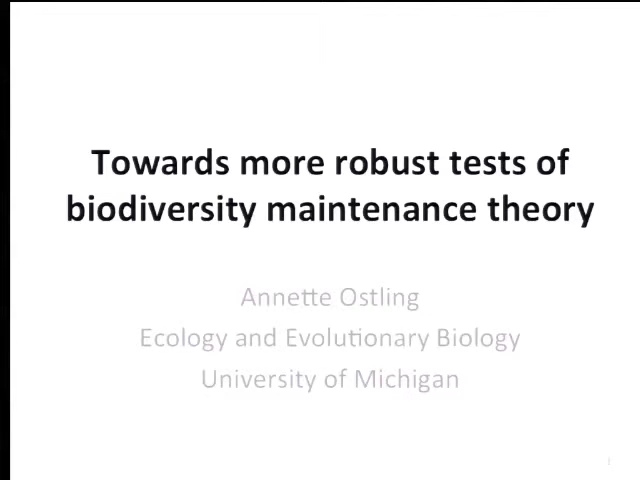 Towards more robust tests of
biodiversity maintenance theory
Annette Ostling
Ecology and Evolutionary Biology
University of Michigan